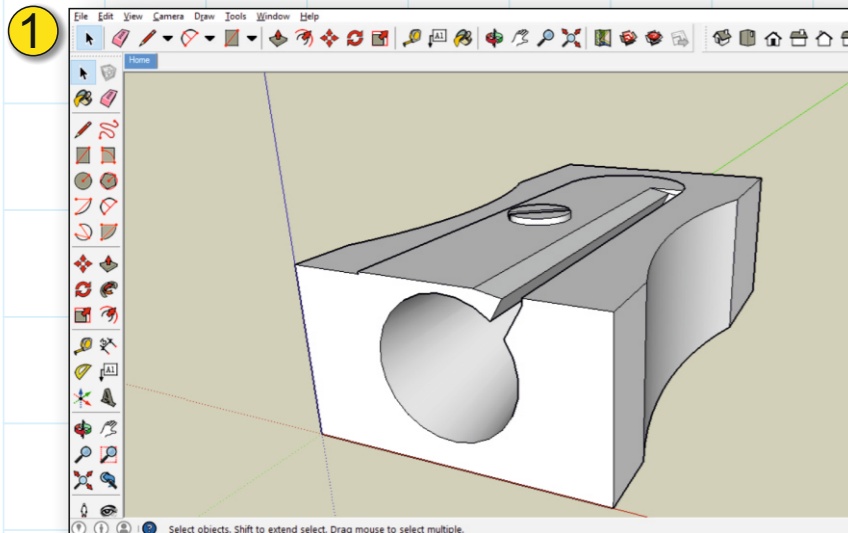 1
File Edit View Camera Draw Tools Window Help
A1
Home
A1
Select objects. Shift to extend select. Drag mouse to select multiple.